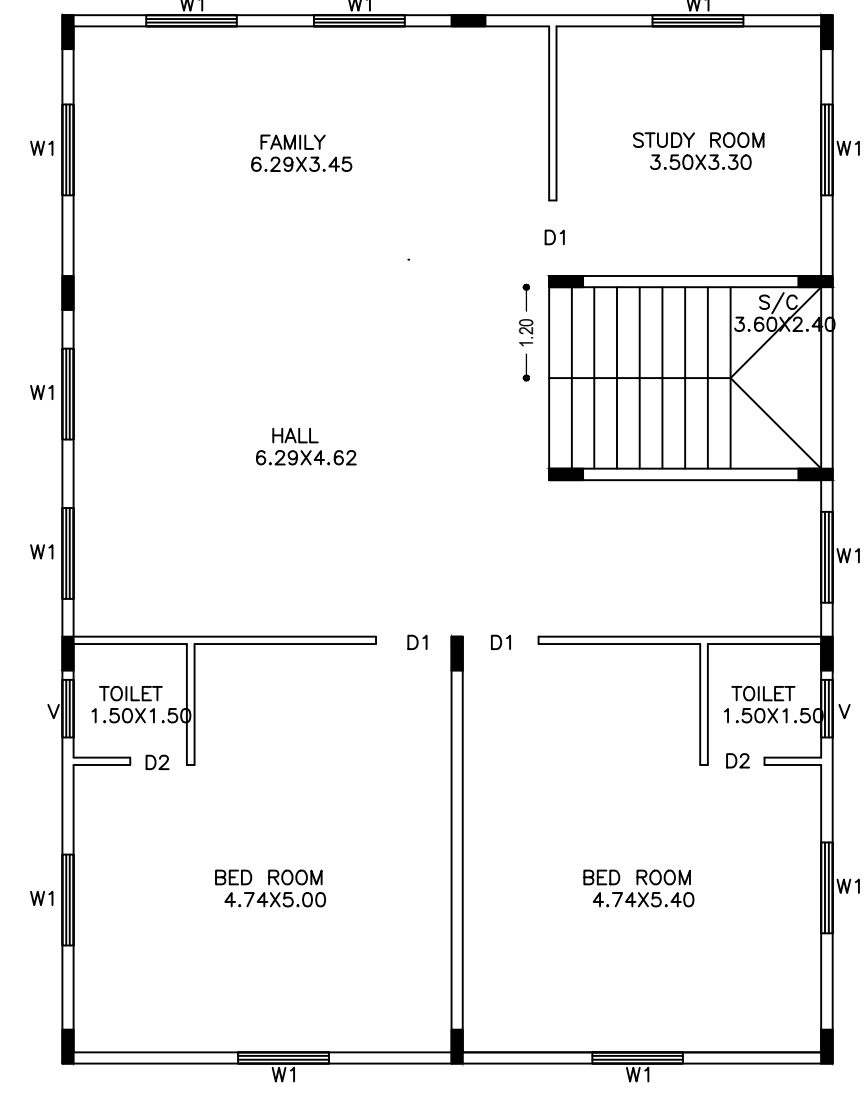 W1
W1
W1
FAMILY
6.29X3.45
STUDY ROOM
3.50X3.30
W1
W1
D1
S/C
3.60X2.40
1.20
W1
HALL
6.29X4.62
W1
W1
D1
D1
TOILET
1.50X1.50
TOILET
1.50X1.50
V
V
D2
D2
BED ROOM
4.74X5.00
BED ROOM
4.74X5.40
W1
W1
W1
W1